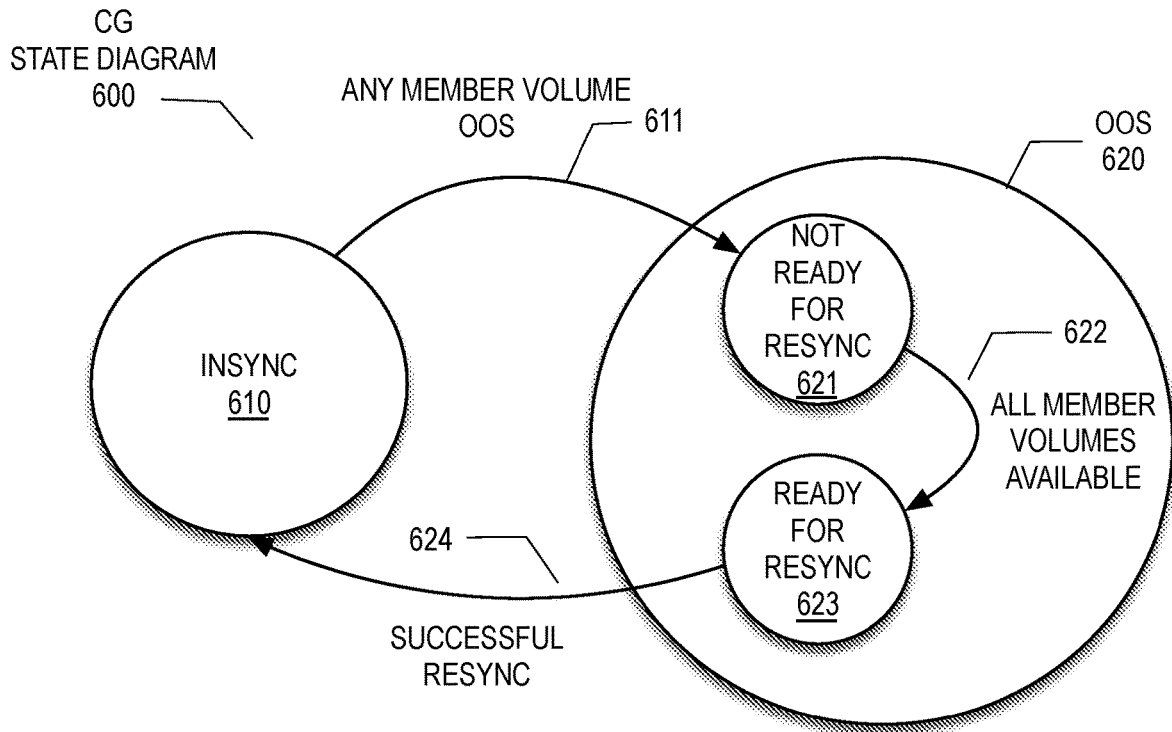 CG
STATE DIAGRAM
600
ANY MEMBER VOLUME
OOS
611
OOS
620
NOT
READY
FOR
RESYNC
621
622
ALL MEMBER
VOLUMES
AVAILABLE
INSYNC
610
READY
FOR
RESYNC
623
624
SUCCESSFUL
RESYNC